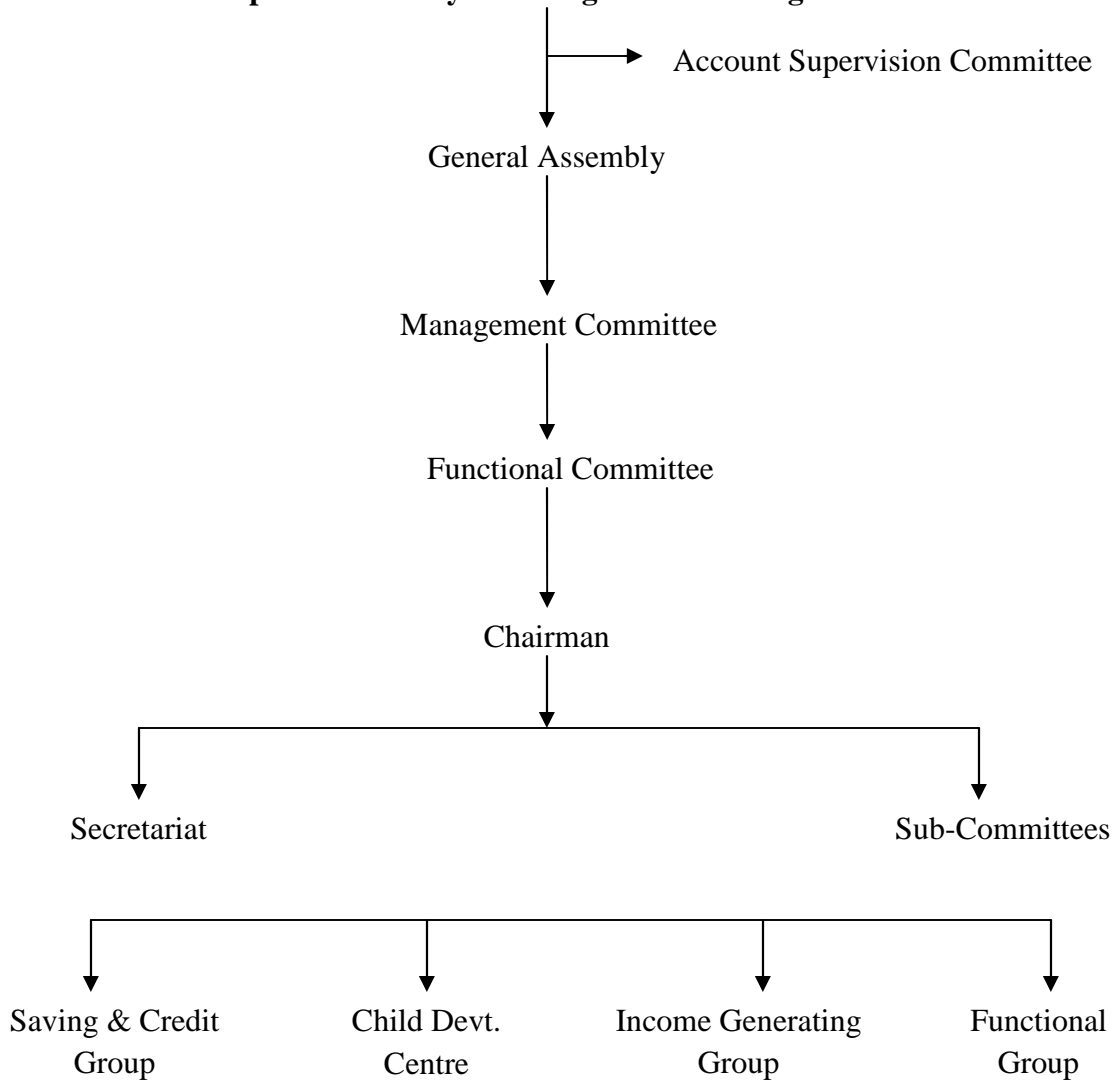 Account Supervision Committee
General Assembly
Management Committee
Functional Committee
Chairman
Secretariat
Sub-Committees
Saving & Credit
Group
Child Devt.
Centre
Income Generating
Group
Functional
Group